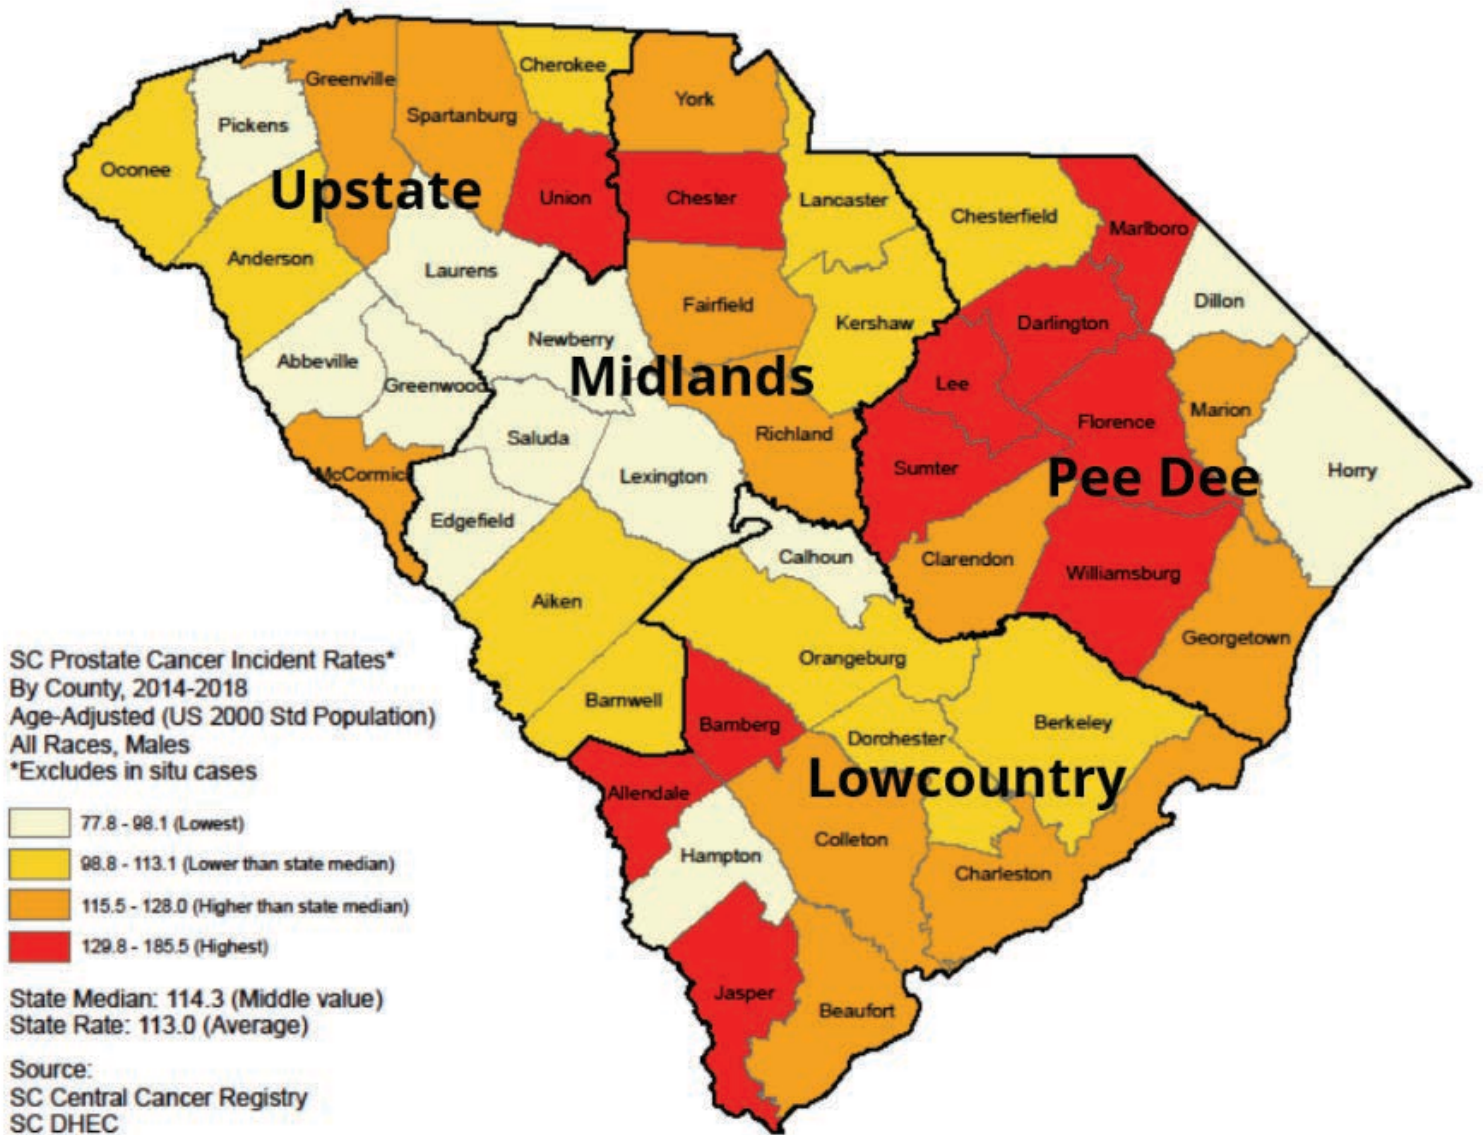 Cherokee
Greenville
York
Spartanburg
Pickens
Oconee
Upstate
Union
Chester
Lancaster
Chesterfield
Marlboro
Anderson
Laurens
Fairfield
Dillon
Kershaw
Darlington
Newberry
Abbeville
Greenwood
Midlands
Lee
Marion
Florence
Richland
Saluda
McCormic
Lexington
Sumter
Pee Dee
Horry
Edgefield
Calhoun
Clarendon
Williamsburg
Aiken
Georgetown
Orangeburg
Barnwell
Bamberg
Berkeley
Dorchester
Lowcountry
Allendale
Colleton
Hampton
Charleston
Jasper
Beaufort
SC Prostate Cancer Incident Rates*
By County, 2014-2018
Age-Adjusted (US 2000 Std Population)
All Races, Males
*Excludes in situ cases
77.8 - 98.1 (Lowest)
98.8 - 113.1 (Lower than state median)
115.5 - 128.0 (Higher than state median)
129.8 - 185.5 (Highest)
State Median: 114.3 (Middle value)
State Rate: 113.0 (Average)
Source:
SC Central Cancer Registry
SC DHEC